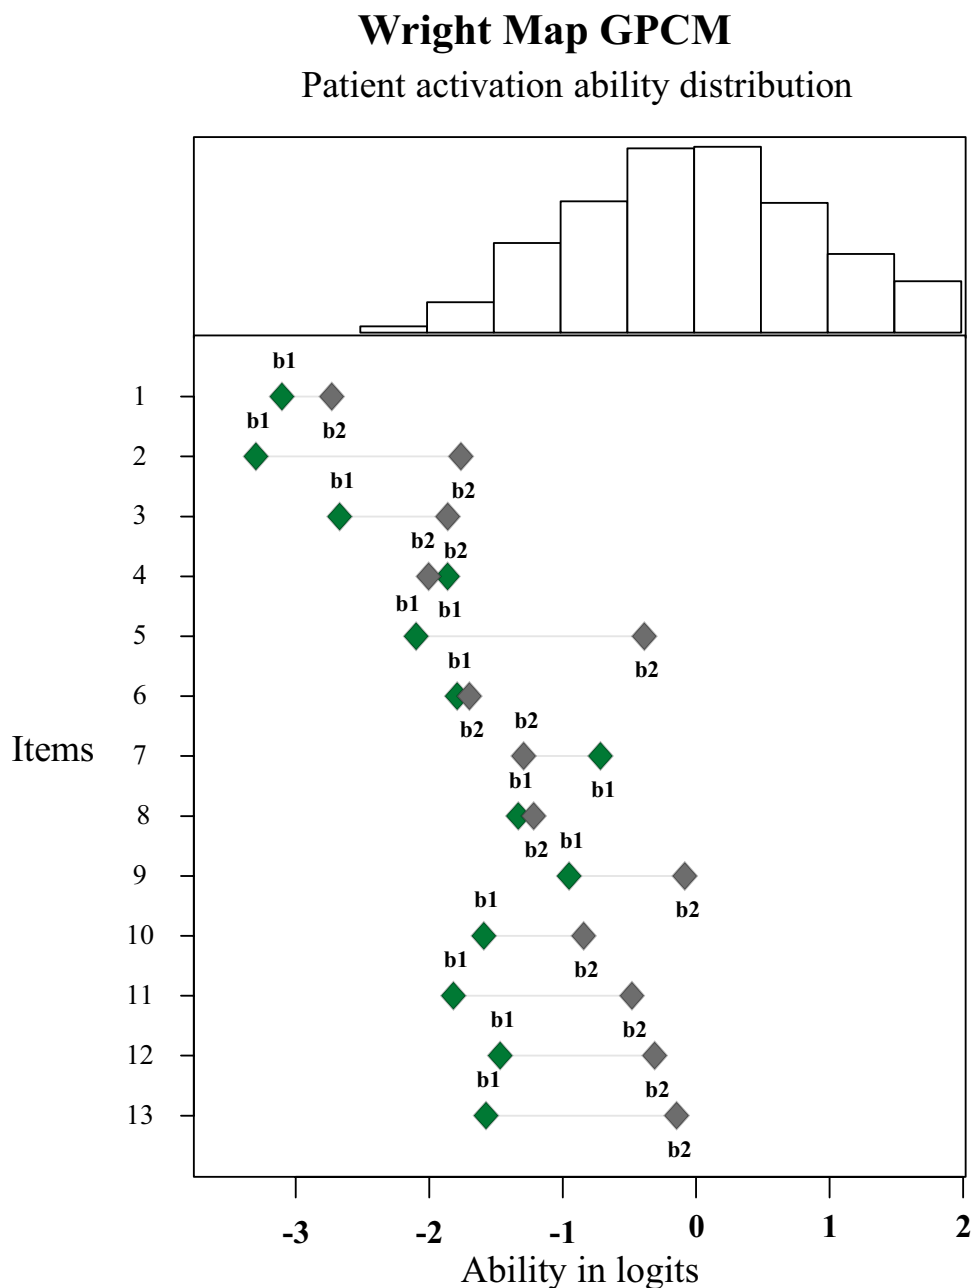 Wright Map GPCM
Patient activation ability distribution
b1
1
b1
b2
2
b1
b2
3
b2
b2
4
b1
b1
5
b1
b2
6
b2
b2
Items
7
b1
b1
8
b2
b1
9
b1
b2
10
b1
b2
11
b1
b2
12
b1
b2
13
b2
-3
-2
-1
0
1
2
Ability in logits